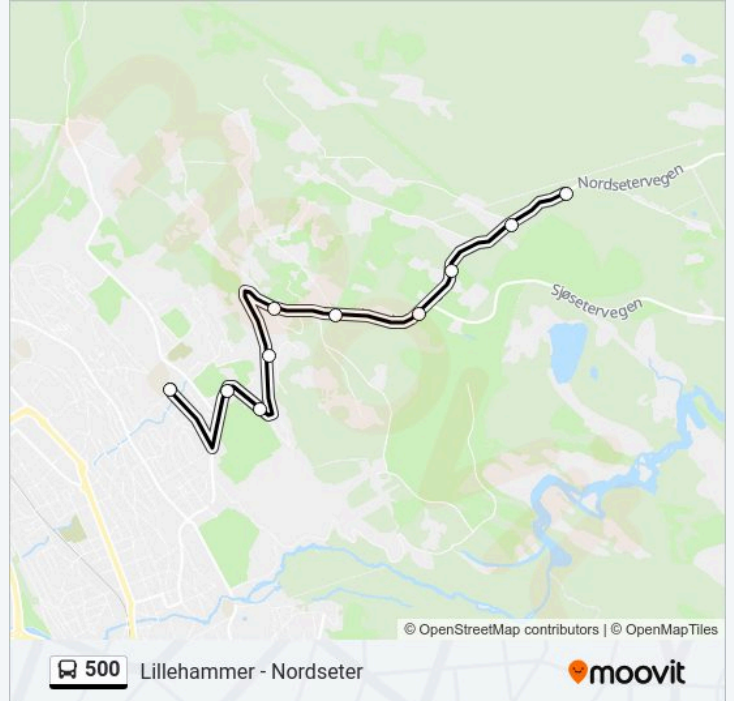 Nordsetervegen
Sjøsetervegen
© OpenStreetMap contributors | © OpenMapTiles
500 Lillehammer - Nordseter
moovit